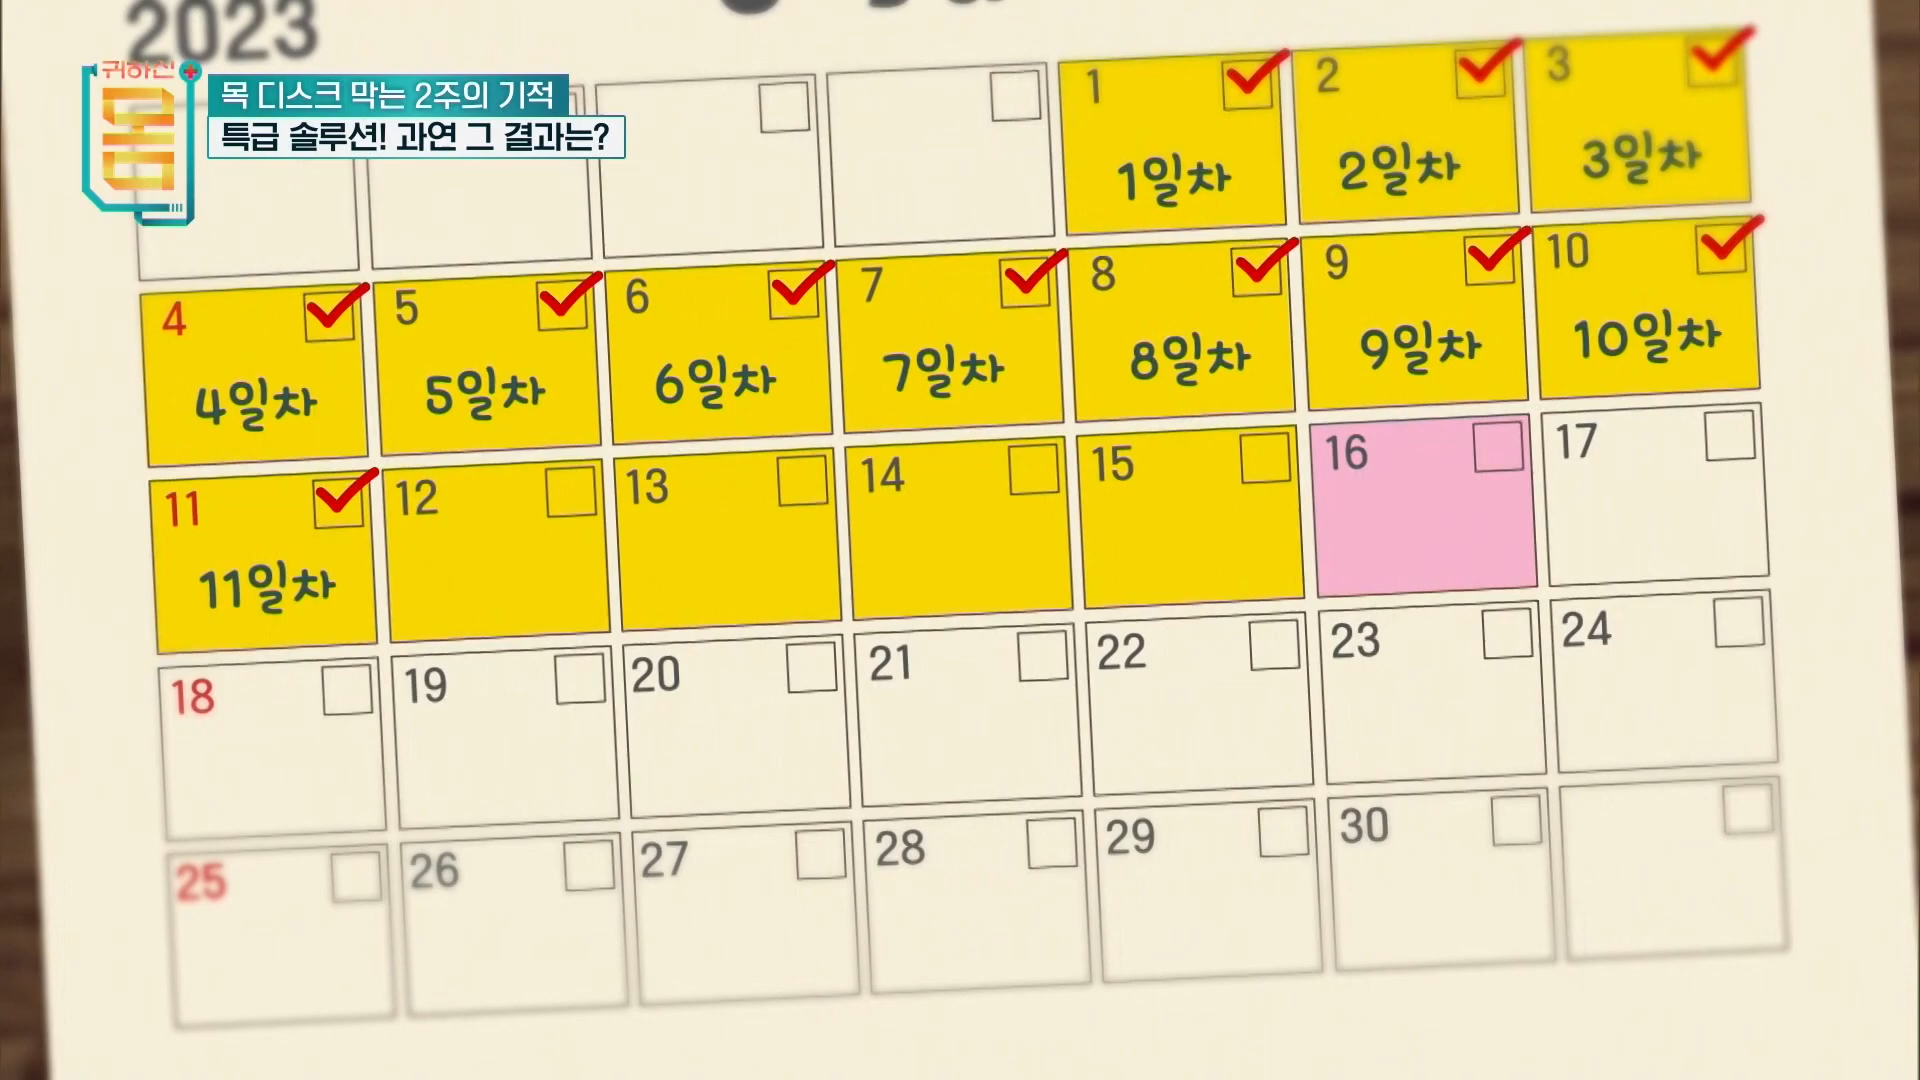 2023
귀하신
몸
목 디스크 막는 2주의 기적
특급 솔루션! 과연 그 결과는?
1 2 3
1일차 2일차 3일차
4 5 6 7 8 9 10
4일차 5일차 6일차 7일차 8일차 9일차 10일차
11 12 13 14 15 16 17
11일차
18 19 20 21 22 23 24
25 26 27 28 29 30